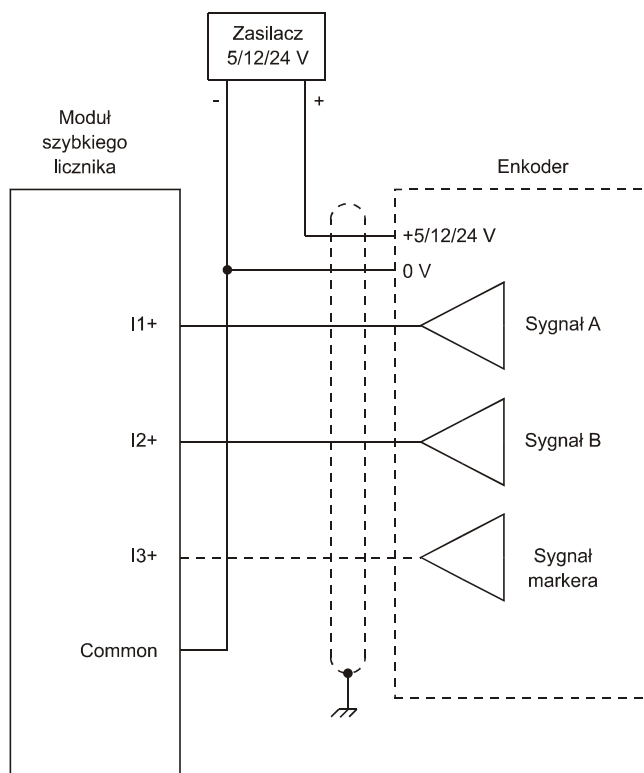 Zasilacz
5/12/24 V
-
+
Moduł
szybkiego
licznika
Enkoder
+5/12/24 V
0 V
I1+
Sygnał A
I2+
Sygnał B
I3+
Sygnał
markera
Common